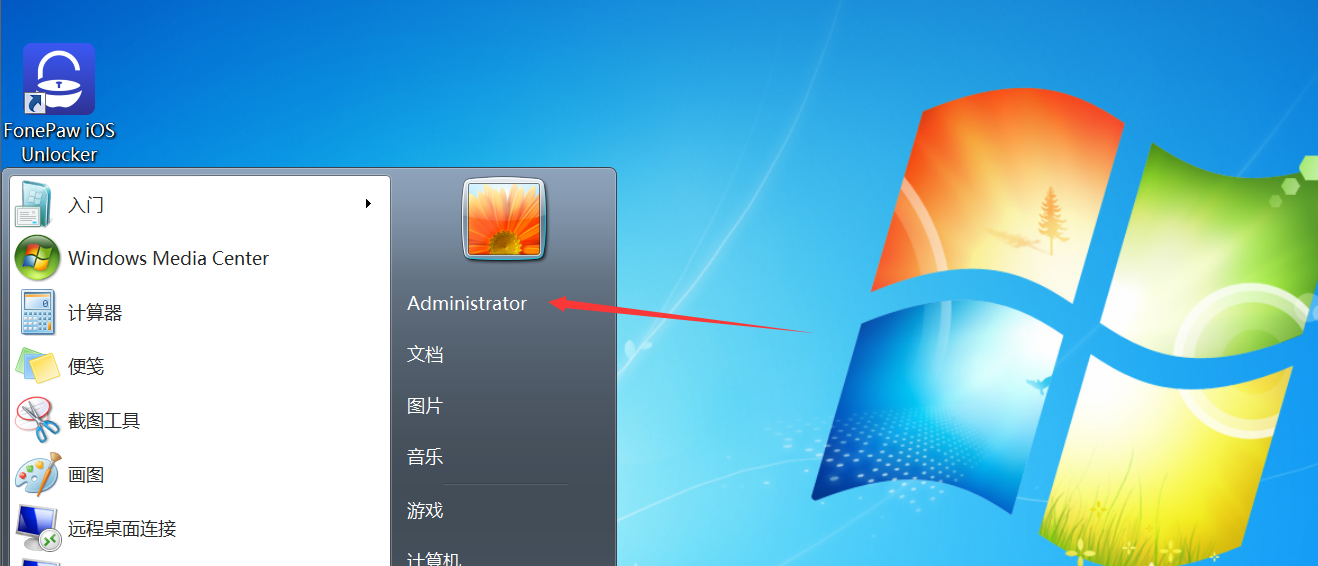 FonePaw iOS
Unlocker
入门
Windows Media Center
计算器
便笺
截图工具
画图
远程桌面连接
Administrator
文档
图片
音乐
游戏
计算机